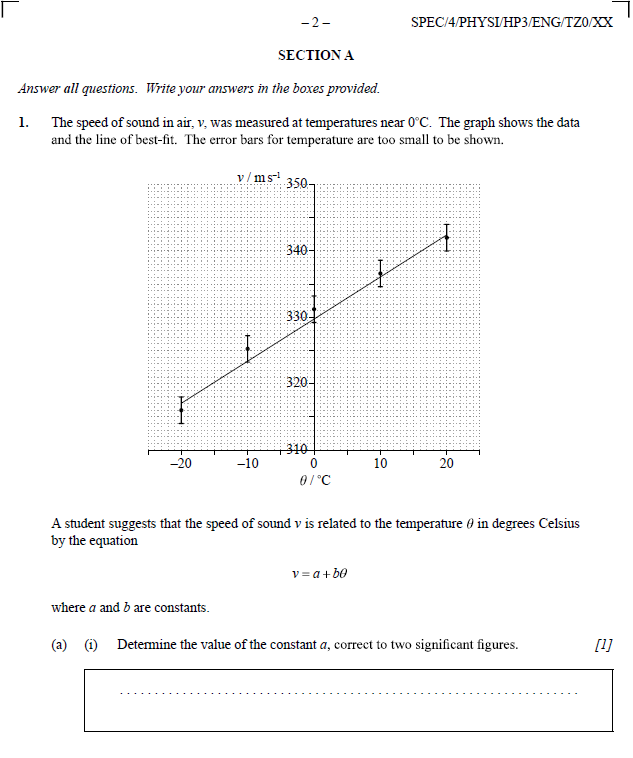 – 2 –
SPEC/4/PHYSI/HP3/ENG/TZ0/XX
SECTION A
Answer all questions. Write your answers in the boxes provided.
1. The speed of sound in air, v, was measured at temperatures near 0°C. The graph shows the data
and the line of best-fit. The error bars for temperature are too small to be shown.
v / m s⁻¹
350
340
330
320
310
–20 –10 0 10 20
θ / °C
A student suggests that the speed of sound v is related to the temperature θ in degrees Celsius
by the equation
v = a + bθ
where a and b are constants.
(a) (i) Determine the value of the constant a, correct to two significant figures. [1]